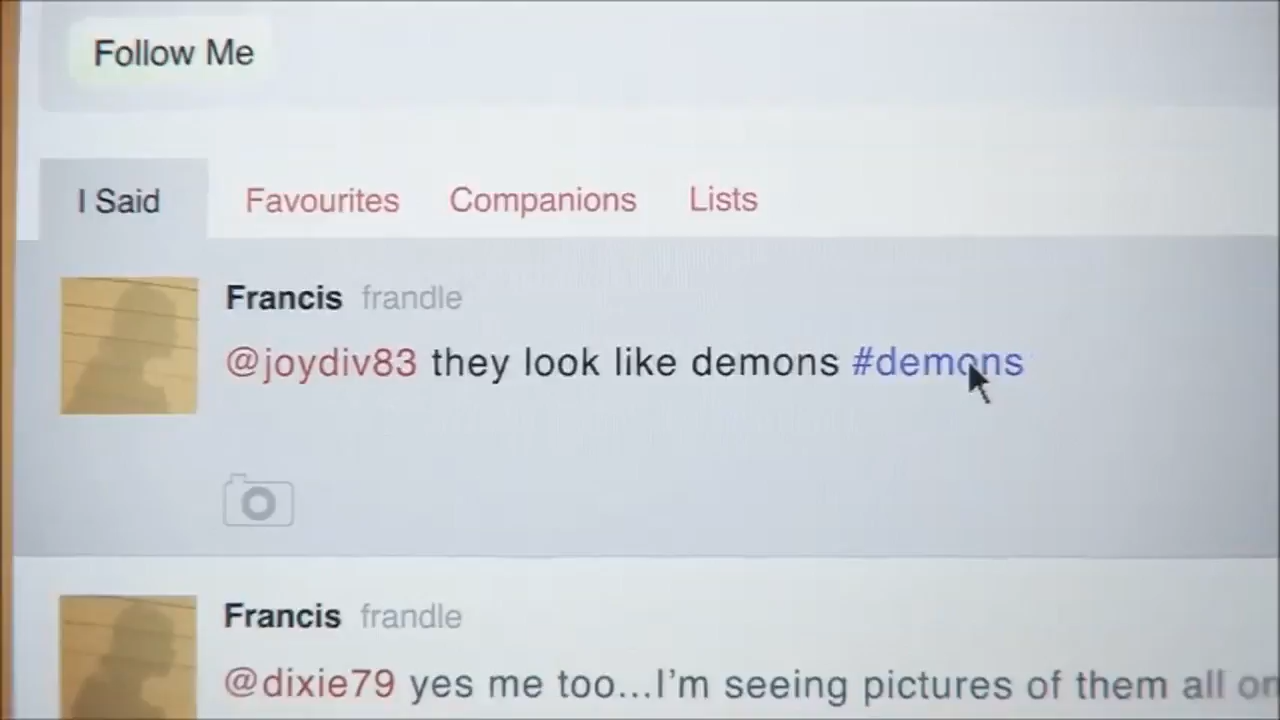 Follow Me
I Said Favourites Companions Lists
Francis frandle
@joydiv83 they look like demons #demons
Francis frandle
@dixie79 yes me too...I'm seeing pictures of them all